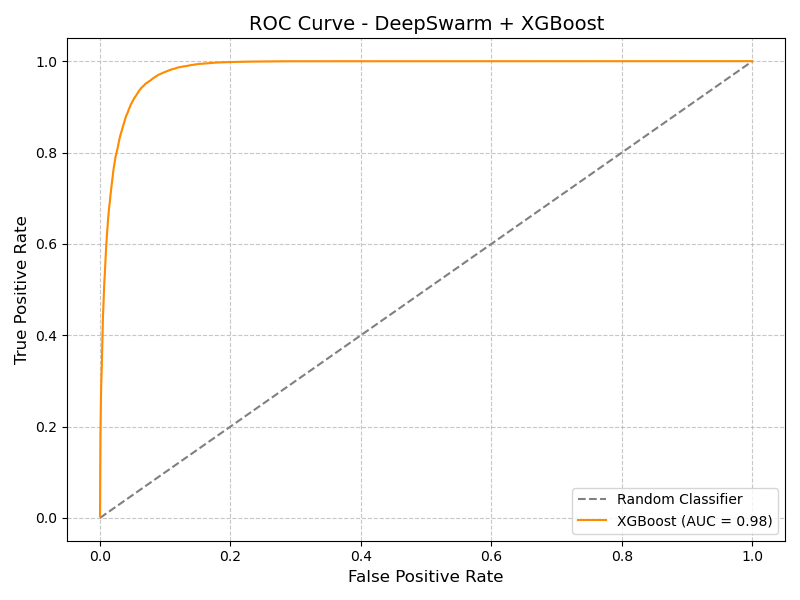 ROC Curve - DeepSwarm + XGBoost
True Positive Rate
1.0
0.8
0.6
0.4
0.2
0.0
0.0 0.2 0.4 0.6 0.8 1.0
False Positive Rate
Random Classifier
XGBoost (AUC = 0.98)